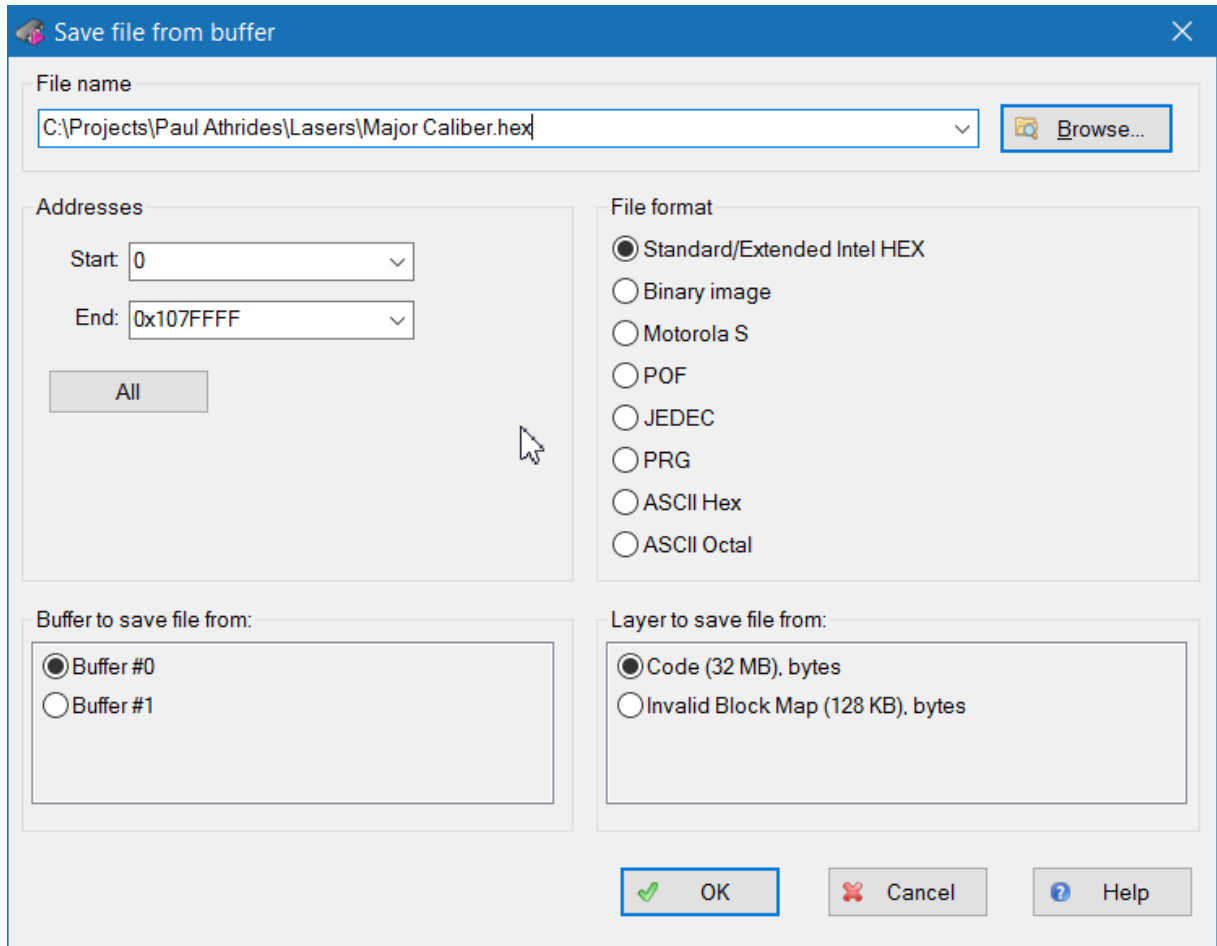 Save file from buffer
File name
C:\Projects\Paul Athrides\Lasers\Major Caliber.hex
Browse...
Addresses
Start: 0
End: 0x107FFFF
All
File format
Standard/Extended Intel HEX
Binary image
Motorola S
POF
JEDEC
PRG
ASCII Hex
ASCII Octal
Buffer to save file from:
Buffer #0
Buffer #1
Layer to save file from:
Code (32 MB), bytes
Invalid Block Map (128 KB), bytes
OK
Cancel
Help